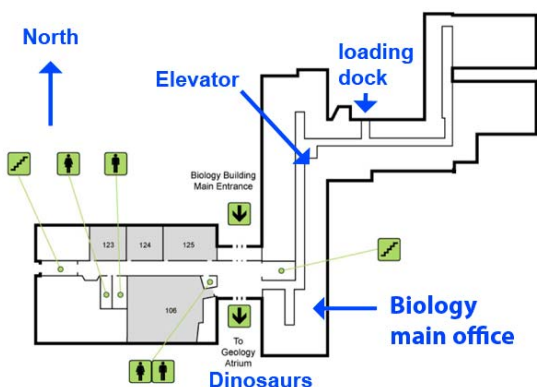 North
loading
dock
Elevator
Biology Building
Main Entrance
123
124
125
106
Biology
main office
To
Geology
Atrium
Dinosaurs